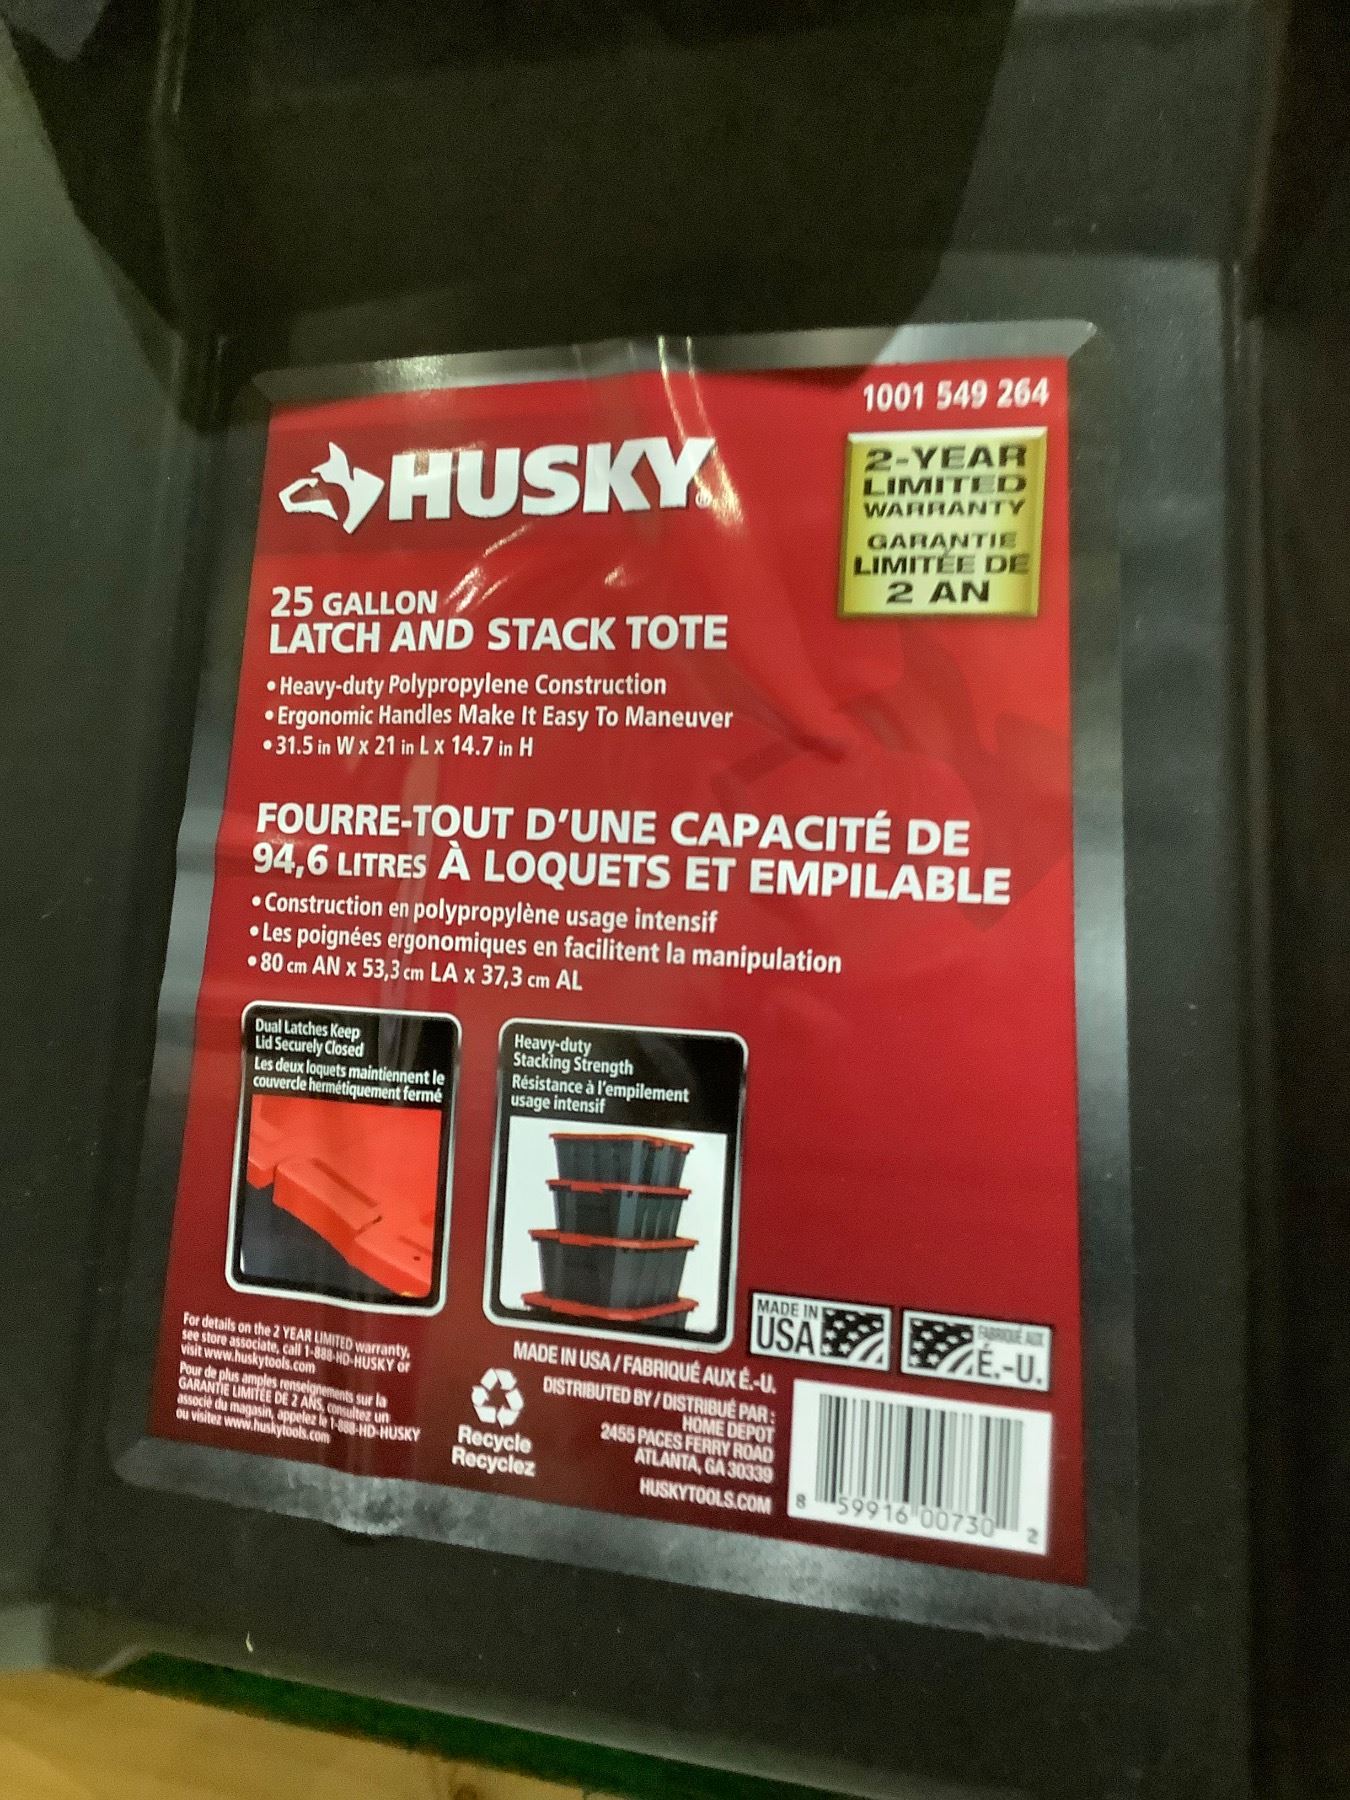 1001 549 264
HUSKY®
2-YEAR
LIMITED
WARRANTY
GARANTIE
LIMITÉE DE
2 AN
25 GALLON
LATCH AND STACK TOTE
• Heavy-duty Polypropylene Construction
• Ergonomic Handles Make It Easy To Maneuver
• 31.5 in W x 21 in L x 14.7 in H
FOURRE-TOUT D'UNE CAPACITÉ DE
94,6 LITRES À LOQUETS ET EMPILABLE
• Construction en polypropylène usage intensif
• Les poignées ergonomiques en facilitent la manipulation
• 80 cm AN x 53,3 cm LA x 37,3 cm AL
Dual Latches Keep
Lid Securely Closed
Les deux loquets maintiennent le
couvercle hermétiquement fermé
Heavy-duty
Stacking Strength
Résistance à l'empilement
usage intensif
For details on the 2 YEAR LIMITED warranty,
see store associate, call 1-888-HD-HUSKY or
visit www.huskytools.com
Pour de plus amples renseignements sur la
GARANTIE LIMITÉE DE 2 ANS, consultez un
associé du magasin, appelez le 1-888-HD-HUSKY
ou visitez www.huskytools.com
Recycle
Recyclez
MADE IN USA / FABRIQUÉ AUX É.-U.
DISTRIBUTED BY / DISTRIBUÉ PAR :
HOME DEPOT
2455 PACES FERRY ROAD
ATLANTA, GA 30339
HUSKYTOOLS.COM
MADE IN
USA
FABRIQUÉ AUX
É.-U.
8 59916 00730 2